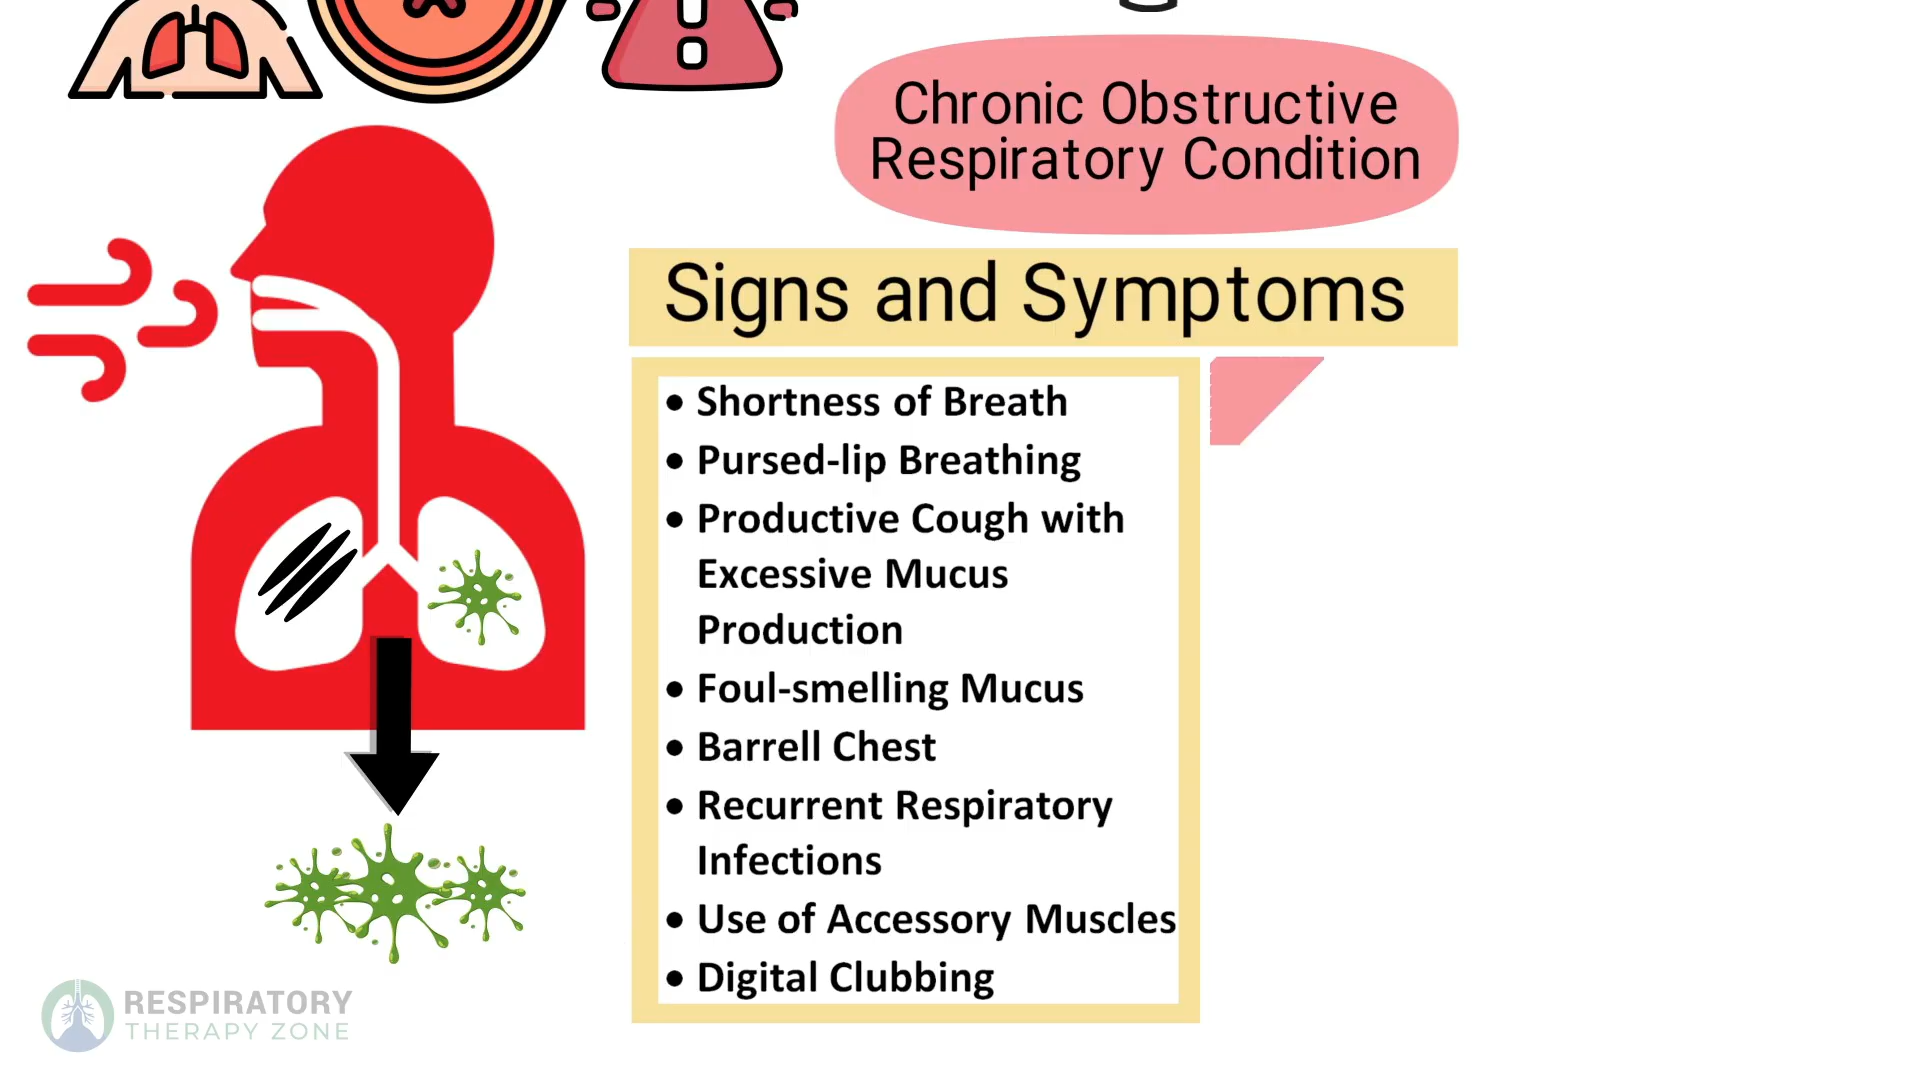 Chronic Obstructive
Respiratory Condition
Signs and Symptoms
• Shortness of Breath
• Pursed-lip Breathing
• Productive Cough with
Excessive Mucus
Production
• Foul-smelling Mucus
• Barrell Chest
• Recurrent Respiratory
Infections
• Use of Accessory Muscles
• Digital Clubbing
RESPIRATORY
THERAPY ZONE